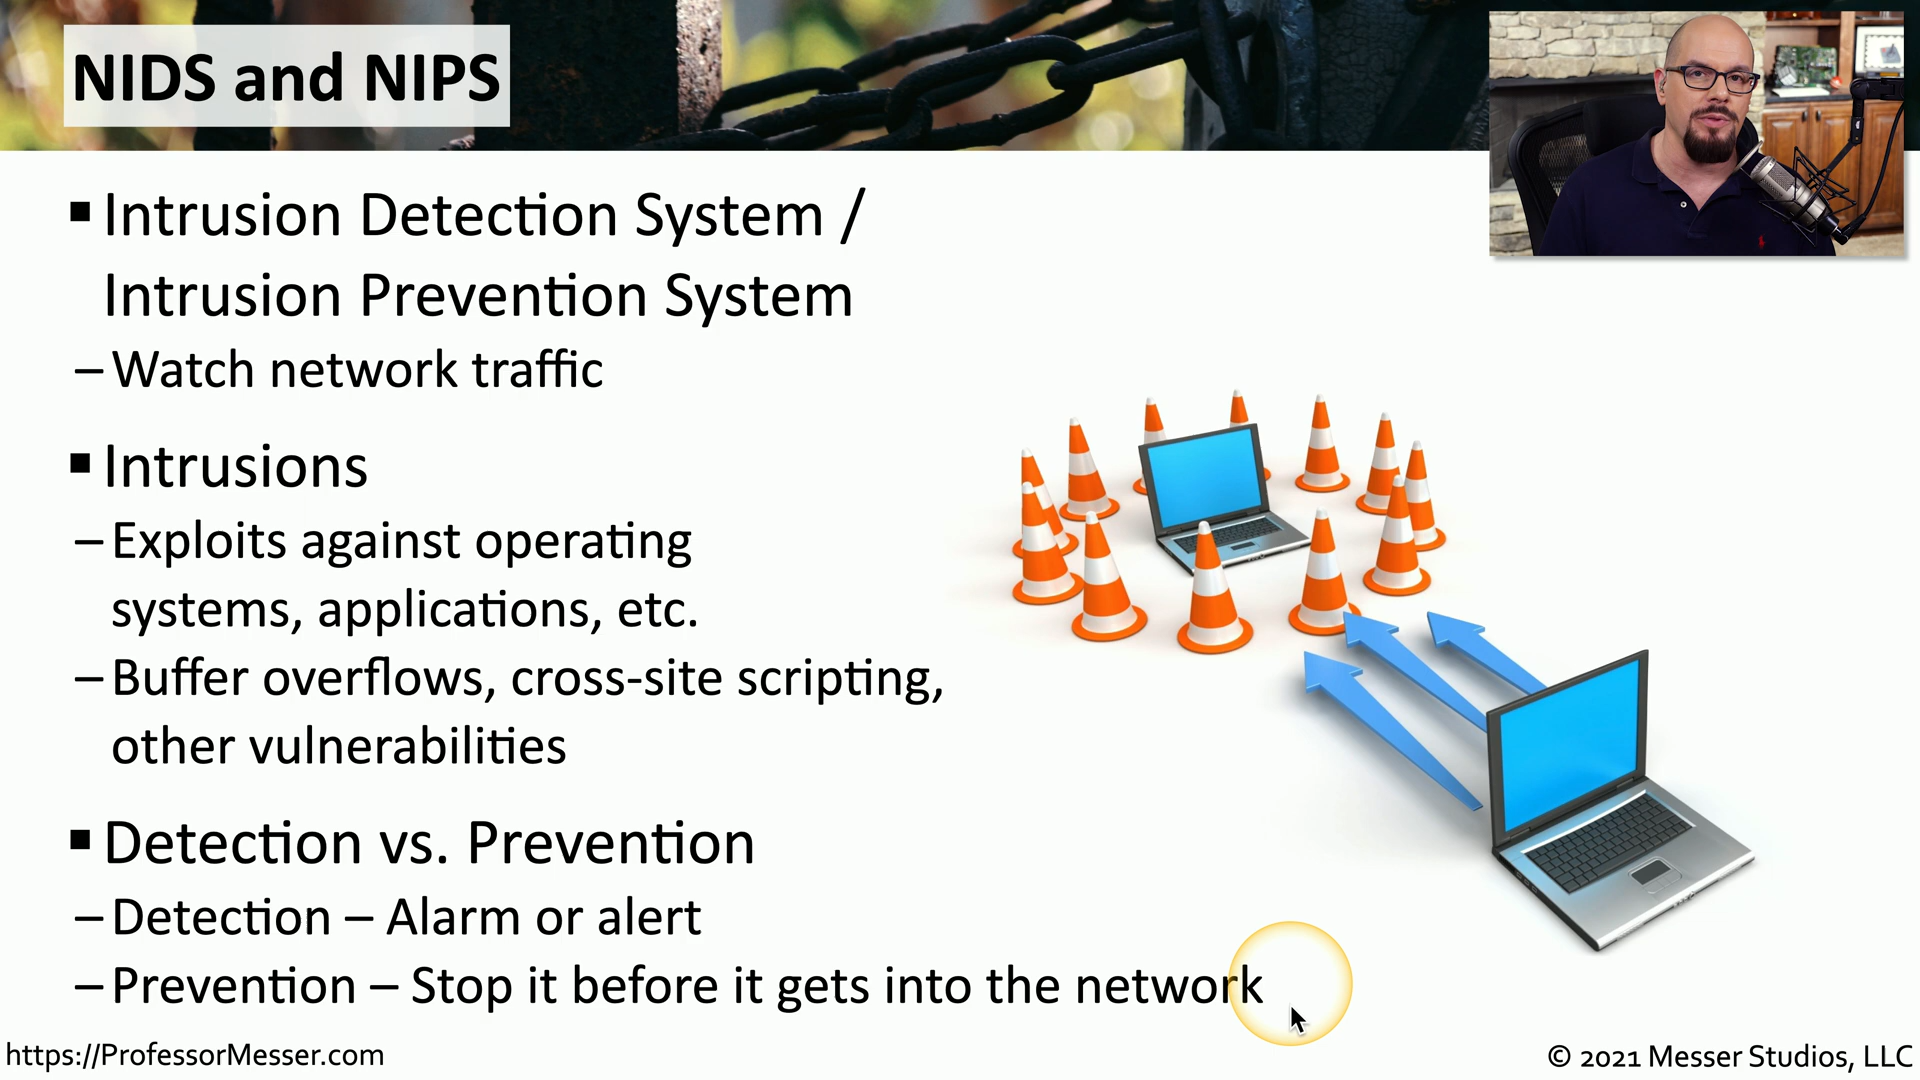 NIDS and NIPS
▪ Intrusion Detection System /
Intrusion Prevention System
– Watch network traffic
▪ Intrusions
– Exploits against operating
systems, applications, etc.
– Buffer overflows, cross-site scripting,
other vulnerabilities
▪ Detection vs. Prevention
– Detection – Alarm or alert
– Prevention – Stop it before it gets into the network
https://ProfessorMesser.com
© 2021 Messer Studios, LLC